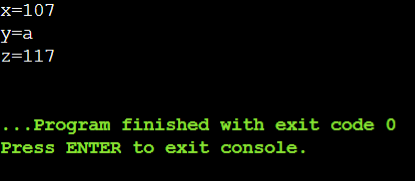 x=107
y=a
z=117
...Program finished with exit code 0
Press ENTER to exit console.